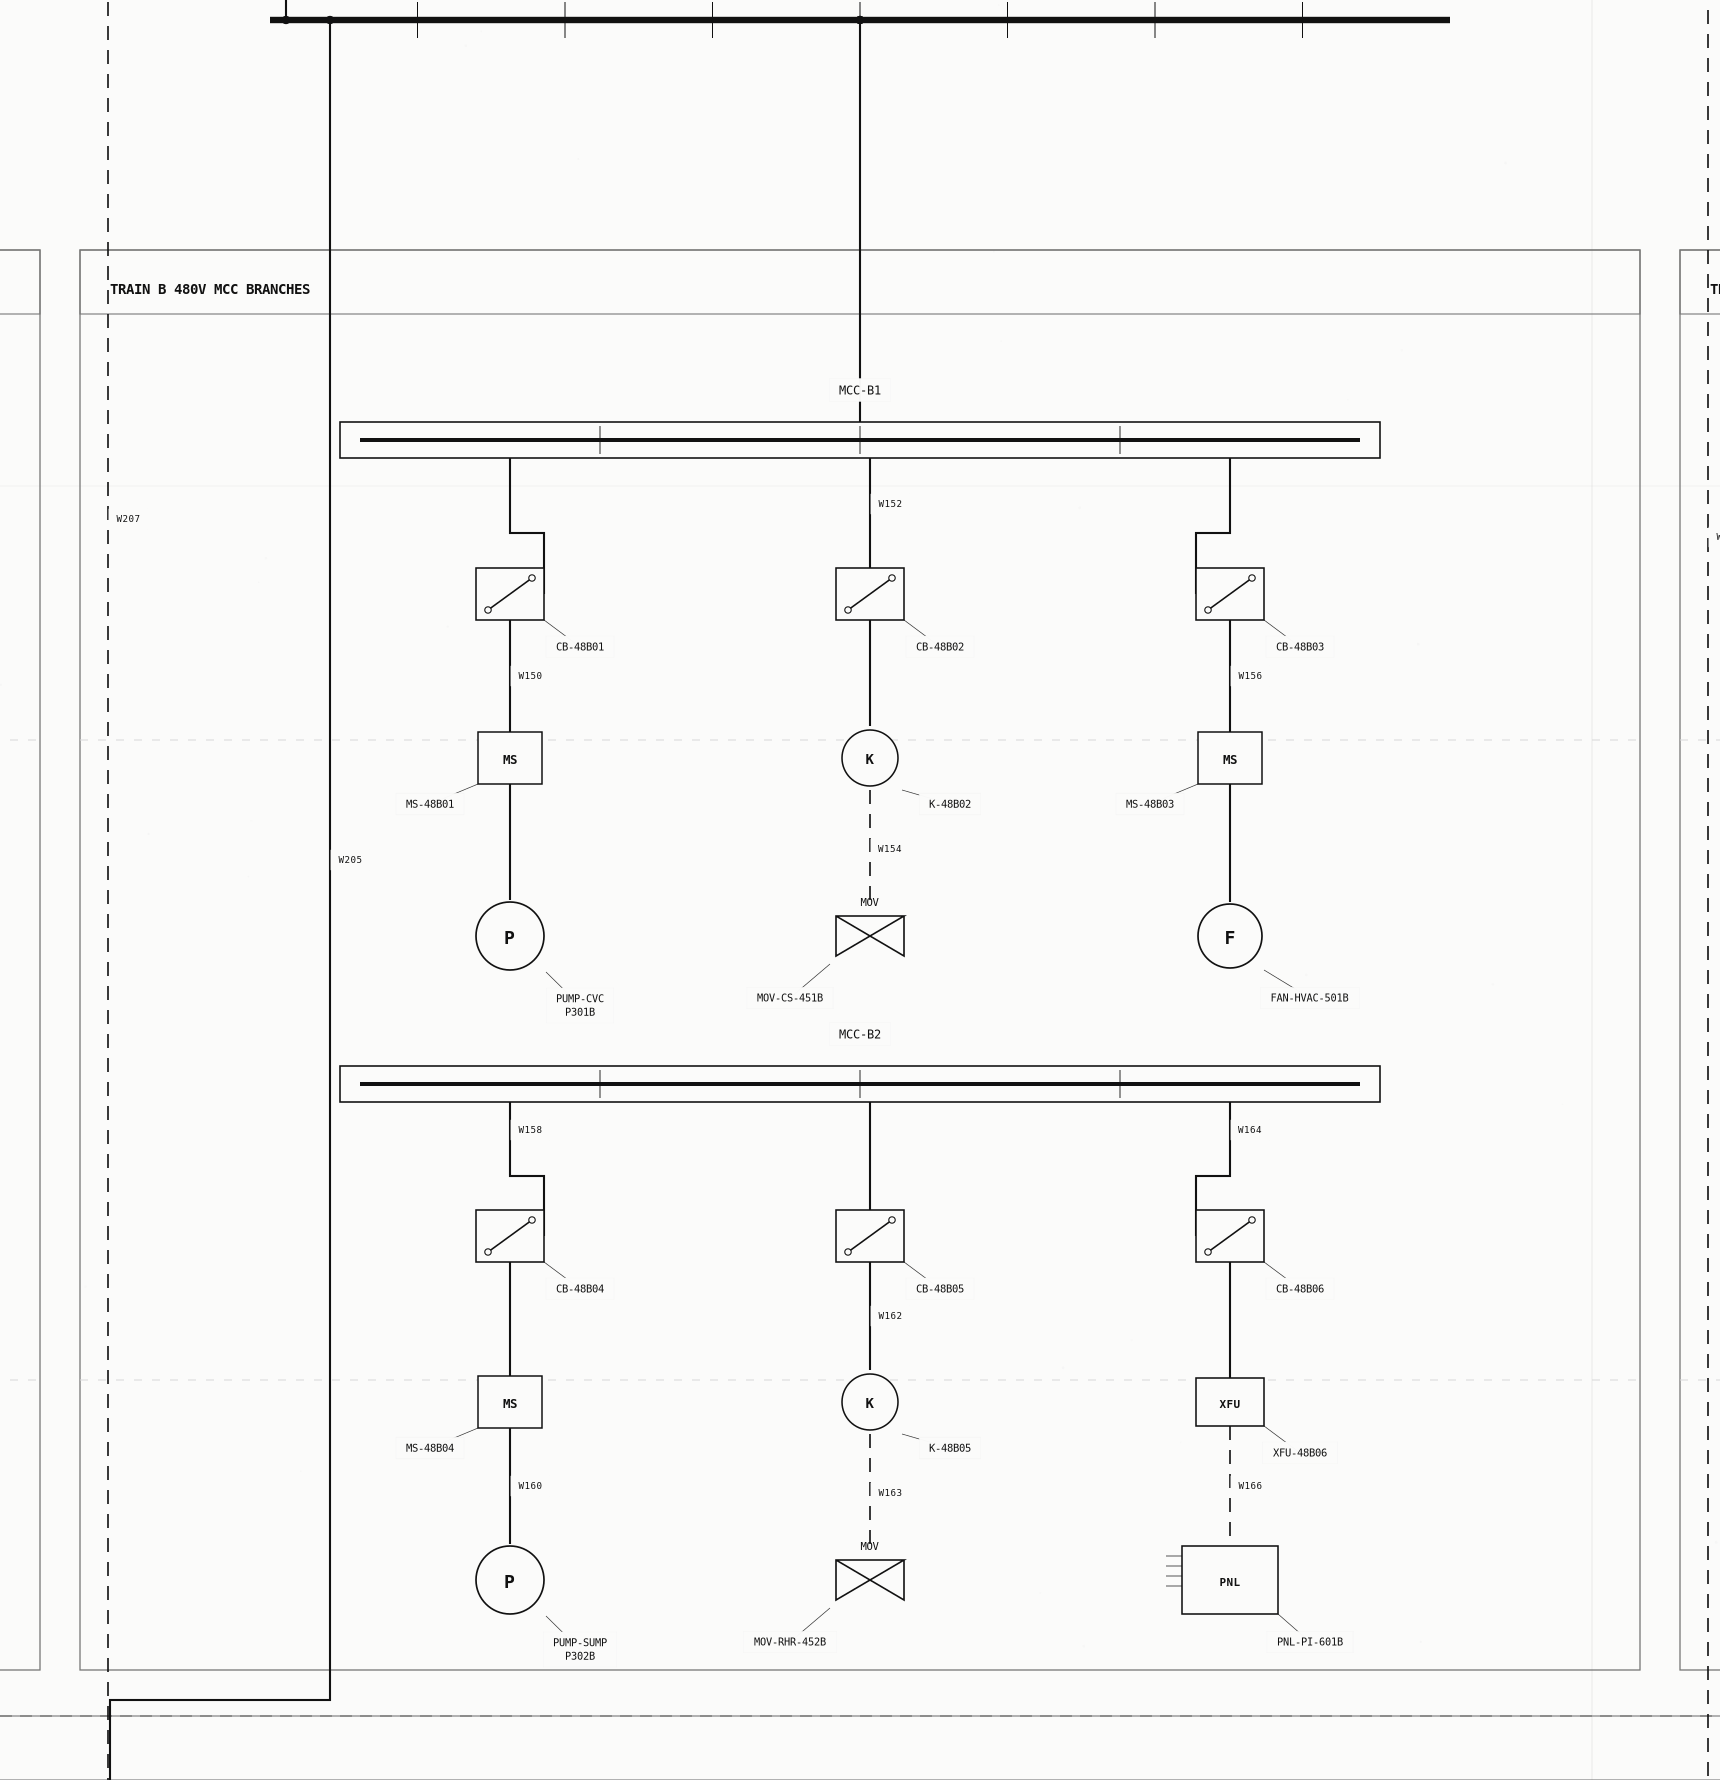 TRAIN B 480V MCC BRANCHES
MCC-B1
W152
W207
CB-48B01
CB-48B02
CB-48B03
W150
W156
MS
K
MS
MS-48B01
K-48B02
MS-48B03
W154
W205
MOV
P
F
PUMP-CVC
P301B
MOV-CS-451B
FAN-HVAC-501B
MCC-B2
W158
W164
CB-48B04
CB-48B05
CB-48B06
W162
MS
K
XFU
MS-48B04
K-48B05
XFU-48B06
W160
W163
W166
MOV
P
PNL
PUMP-SUMP
P302B
MOV-RHR-452B
PNL-PI-601B